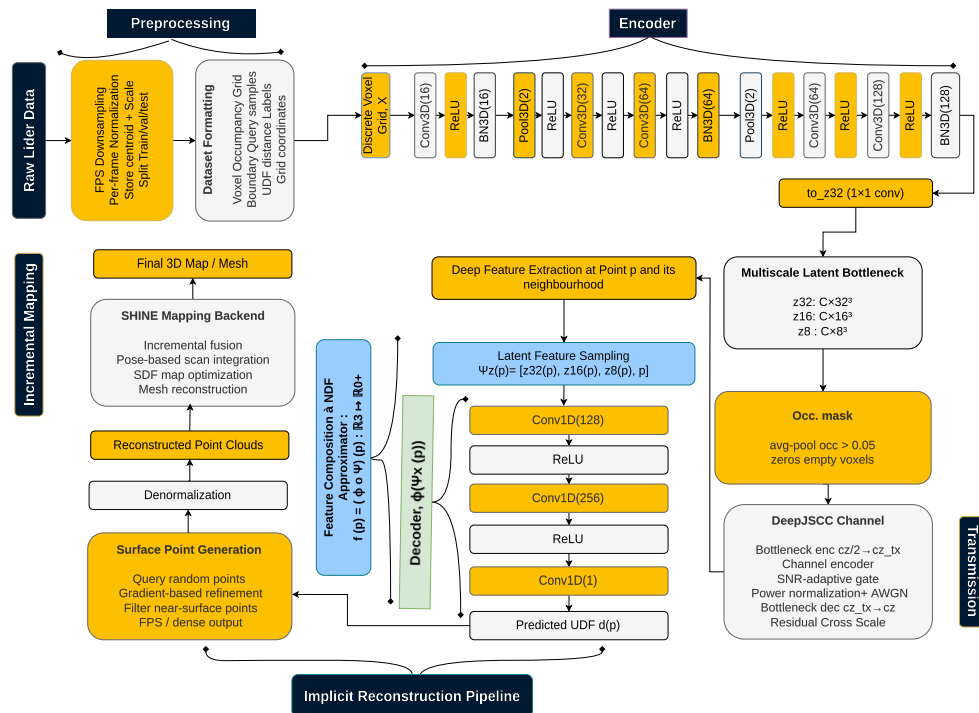 Preprocessing
Encoder
Raw Lider Data
FPS Downsamping
Per-frame Normalization
Store centroid + Scale
Split Train/val/test
Dataset Formatting
Voxel Occumpancy Grid
Boundary Query samples
UDF distance Labels
Grid coordinates
Discrete Voxel
Grid, X
Conv3D(16)
ReLU
BN3D(16)
Pool3D(2)
ReLU
Conv3D(32)
ReLU
Conv3D(64)
ReLU
BN3D(64)
Pool3D(2)
ReLU
Conv3D(64)
ReLU
Conv3D(128)
ReLU
BN3D(128)
to_z32 (1×1 conv)
Incremental Mapping
Final 3D Map / Mesh
SHINE Mapping Backend
Incremental fusion
Pose-based scan integration
SDF map optimization
Mesh reconstruction
Reconstructed Point Clouds
Denormalization
Surface Point Generation
Query random points
Gradient-based refinement
Filter near-surface points
FPS / dense output
Feature Composition à NDF
Approximator :
f (p) = ( ϕ o Ψ) (p) : ℝ3 ↦ ℝ0+
Decoder, ϕ(Ψx (p))
Deep Feature Extraction at Point p and its
neighbourhood
Latent Feature Sampling
Ψz(p)= [z32(p), z16(p), z8(p), p]
Conv1D(128)
ReLU
Conv1D(256)
ReLU
Conv1D(1)
Predicted UDF d(p)
Multiscale Latent Bottleneck
z32: C×32³
z16: C×16³
z8 : C×8³
Occ. mask
avg-pool occ > 0.05
zeros empty voxels
DeepJSCC Channel
Bottleneck enc cz/2→cz_tx
Channel encoder
SNR-adaptive gate
Power normalization+ AWGN
Bottleneck dec cz_tx→cz
Residual Cross Scale
Transmission
Implicit Reconstruction Pipeline